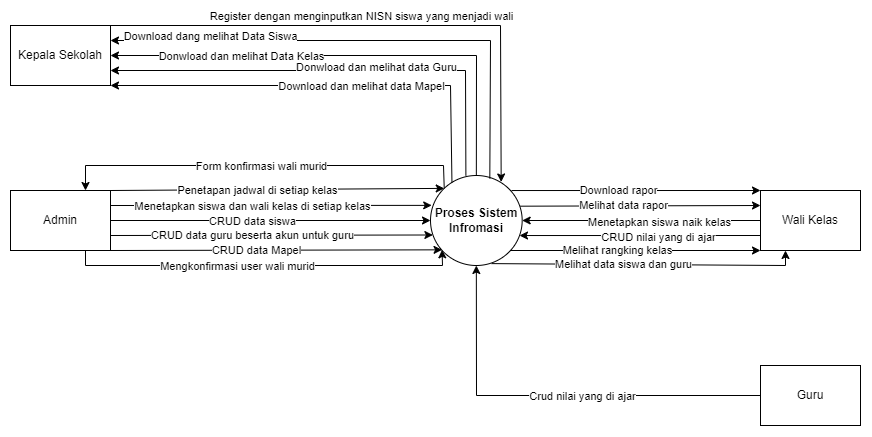 Register dengan menginputkan NISN siswa yang menjadi wali
Kepala Sekolah
Download dang melihat Data Siswa
Donwload dan melihat Data Kelas
Donwload dan melihat data Guru
Download dan melihat data Mapel
Form konfirmasi wali murid
Admin
Penetapan jadwal di setiap kelas
Menetapkan siswa dan wali kelas di setiap kelas
CRUD data siswa
CRUD data guru beserta akun untuk guru
CRUD data Mapel
Mengkonfirmasi user wali murid
Proses Sistem
Infromasi
Download rapor
Melihat data rapor
Menetapkan siswa naik kelas
CRUD nilai yang di ajar
Melihat rangking kelas
Melihat data siswa dan guru
Wali Kelas
Crud nilai yang di ajar
Guru